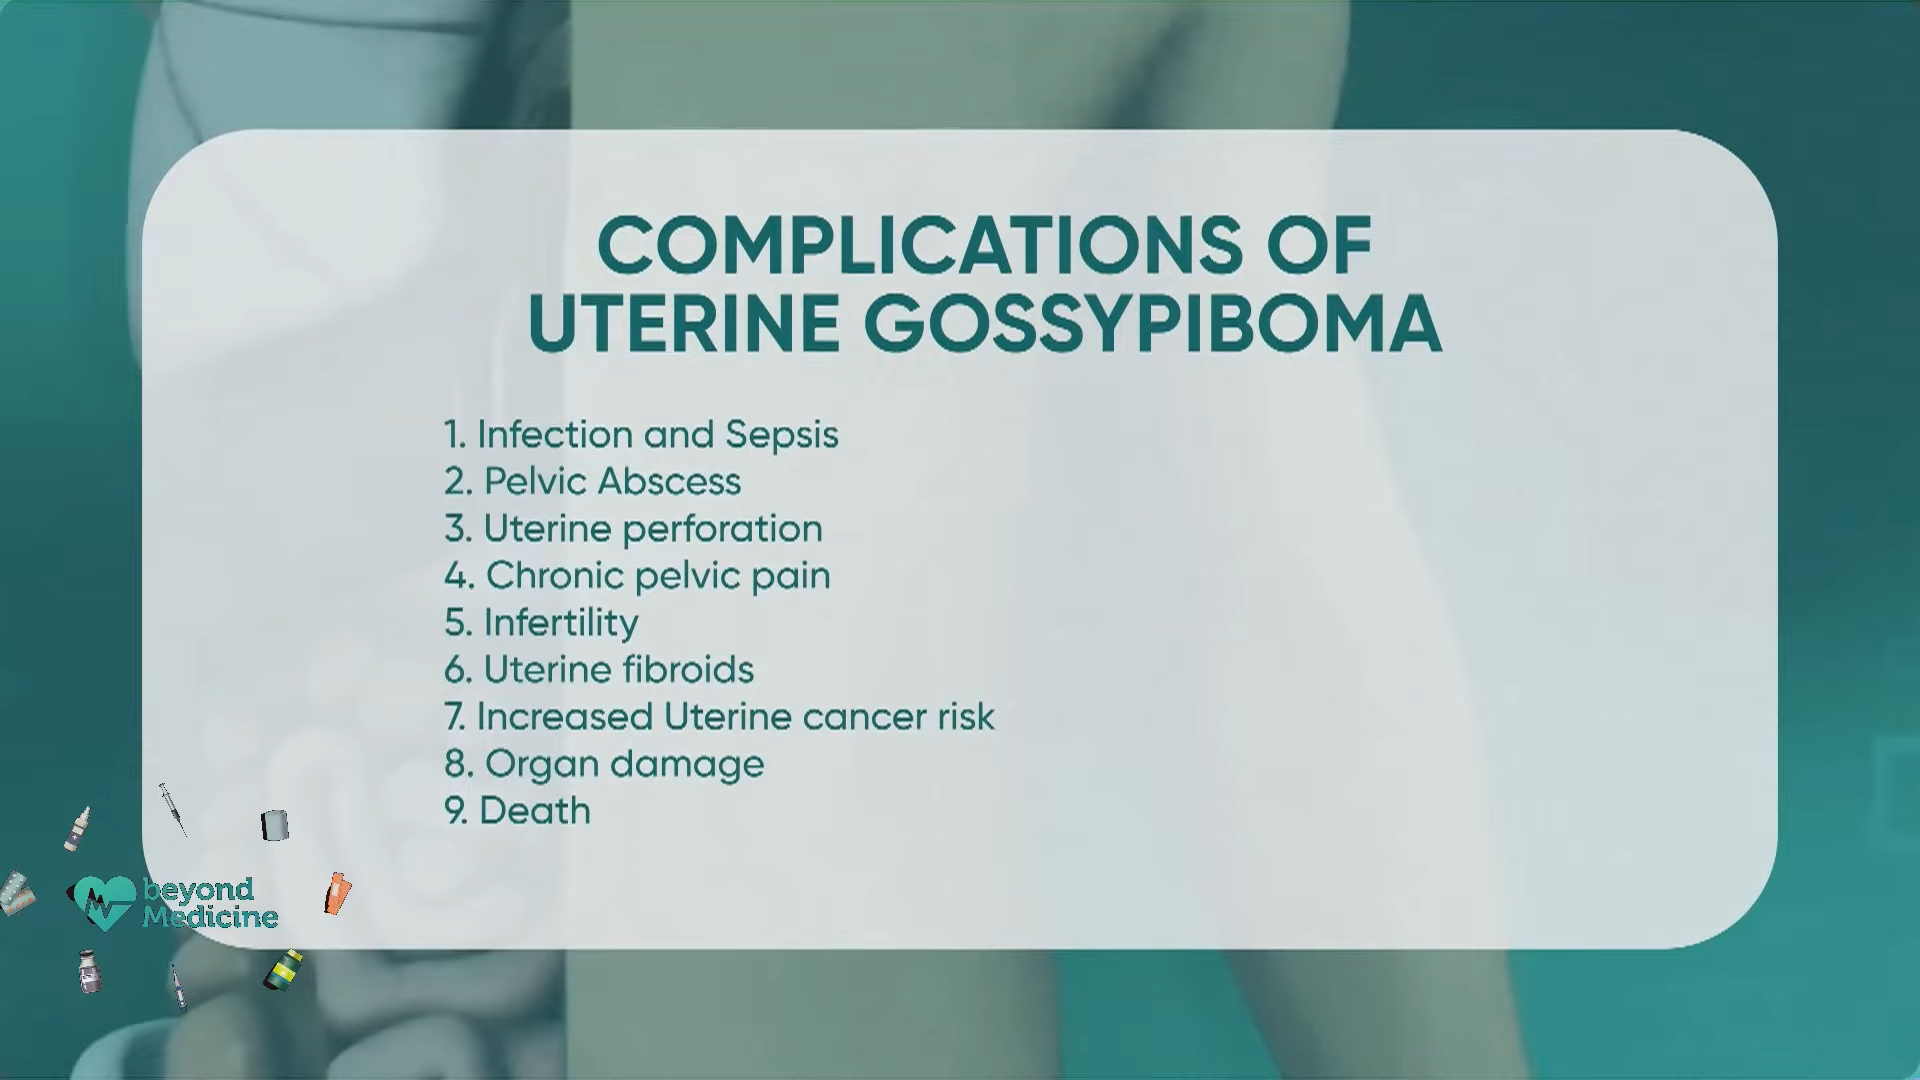 COMPLICATIONS OF
UTERINE GOSSYPIBOMA
1. Infection and Sepsis
2. Pelvic Abscess
3. Uterine perforation
4. Chronic pelvic pain
5. Infertility
6. Uterine fibroids
7. Increased Uterine cancer risk
8. Organ damage
9. Death
beyond
Medicine